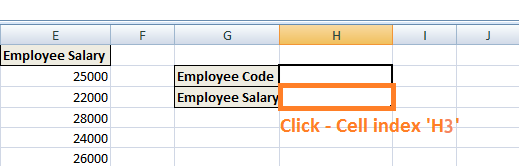 E F G H I J
Employee Salary
25000 Employee Code
22000 Employee Salary
28000 Click - Cell index 'H3'
24000
26000